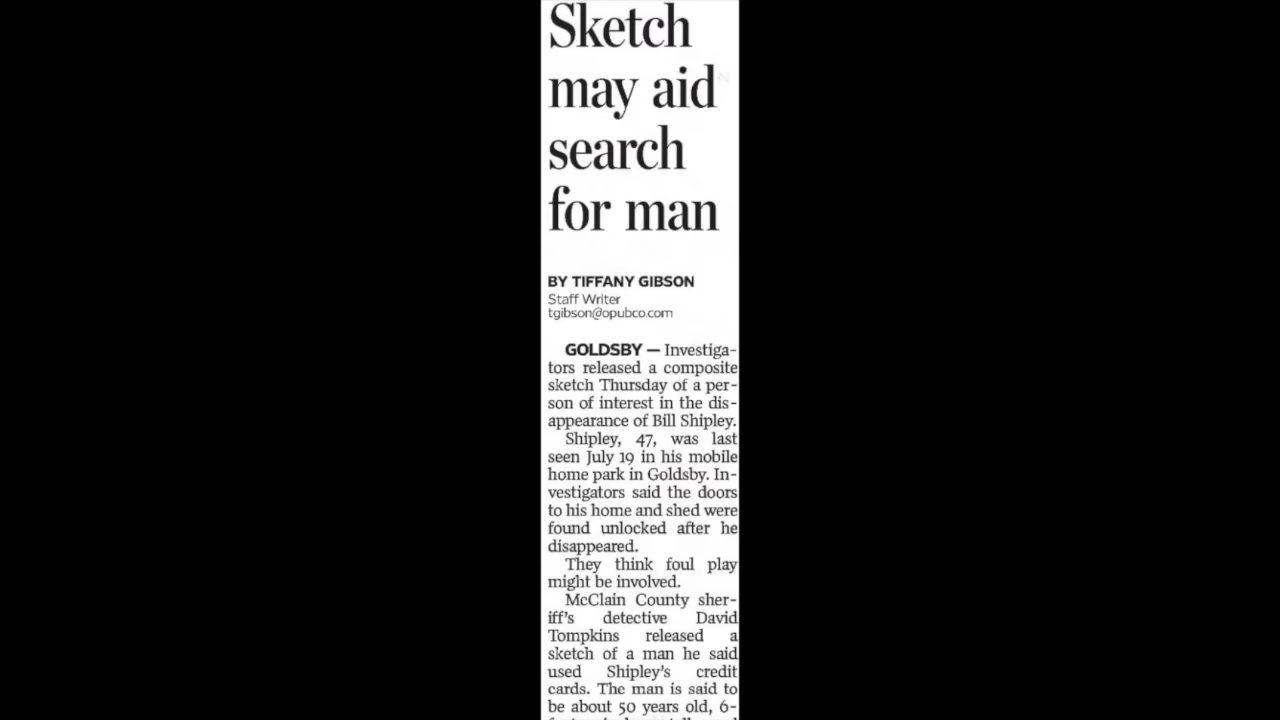 Sketch
may aid
search
for man
BY TIFFANY GIBSON
Staff Writer
tgibson@opubco.com
GOLDSBY — Investiga-
tors released a composite
sketch Thursday of a per-
son of interest in the dis-
appearance of Bill Shipley.
Shipley, 47, was last
seen July 19 in his mobile
home park in Goldsby. In-
vestigators said the doors
to his home and shed were
found unlocked after he
disappeared.
They think foul play
might be involved.
McClain County sher-
iff's detective David
Tompkins released a
sketch of a man he said
used Shipley's credit
cards. The man is said to
be about 50 years old, 6-